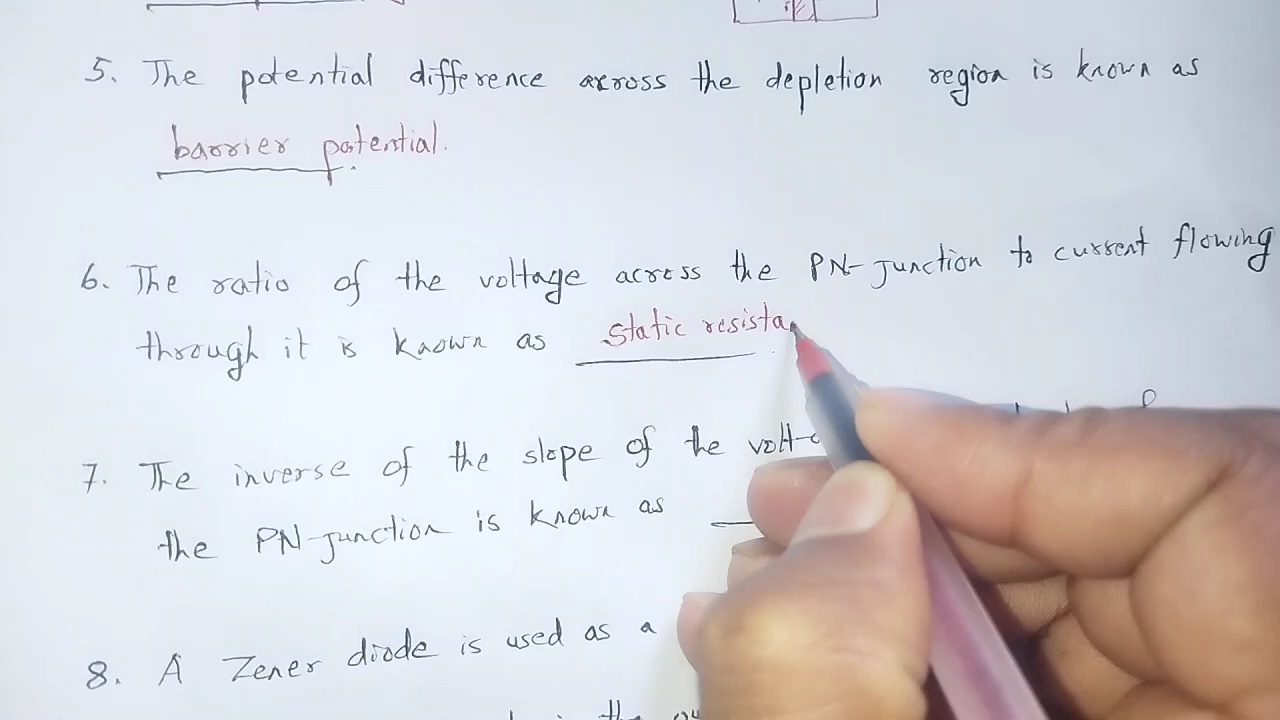 5. The potential difference across the depletion region is known as
barrier potential.
6. The ratio of the voltage across the PN-junction to current flowing
through it is known as static resista
7. The inverse of the slope of the volt-
the PN-junction is known as
8. A Zener diode is used as a